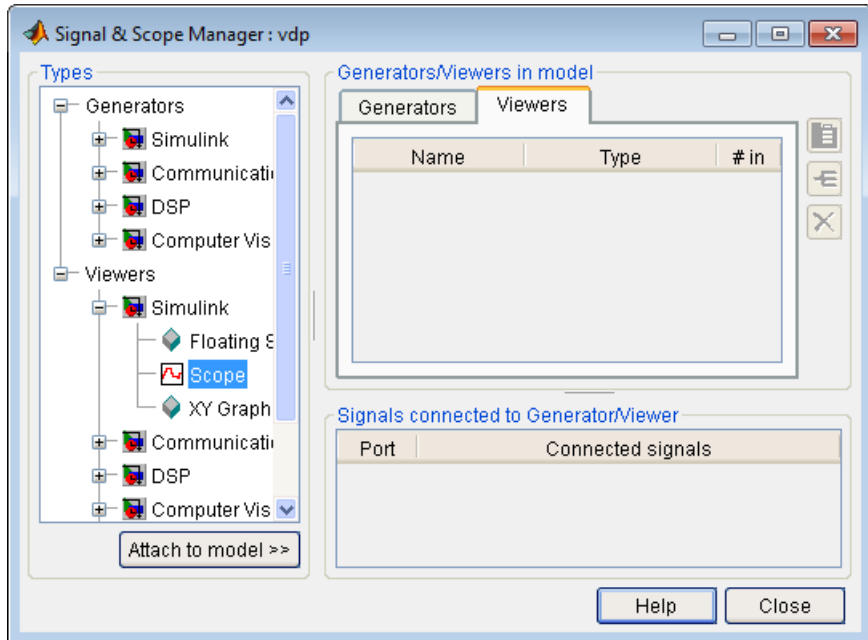 Signal & Scope Manager : vdp
Types
Generators
Simulink
Communicati
DSP
Computer Vis
Viewers
Simulink
Floating S
Scope
XY Graph
Communicati
DSP
Computer Vis
Attach to model >>
Generators/Viewers in model
Generators Viewers
Name Type # in
Signals connected to Generator/Viewer
Port Connected signals
Help Close